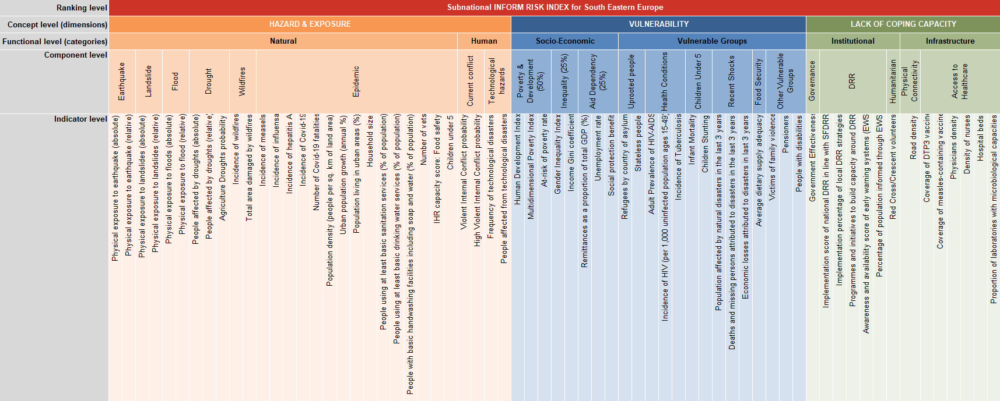 Ranking level
Subnational INFORM RISK INDEX for South Eastern Europe
Concept level (dimensions)
HAZARD & EXPOSURE
VULNERABILITY
LACK OF COPING CAPACITY
Functional level (categories)
Natural
Human
Socio-Economic
Vulnerable Groups
Institutional
Infrastructure
Component level
Earthquake
Landslide
Flood
Drought
Wildfires
Epidemic
Current conflict
Technological
hazards
Poverty &
Development
(50%)
Inequality (25%)
Aid Dependency
(25%)
Uprooted people
Health Conditions
Children Under 5
Recent Shocks
Food Security
Other Vulnerable
Groups
Governance
DRR
Humanitarian
Physical
Connectivity
Access to
Healthcare
Indicator level
Physical exposure to earthquake (absolute)
Physical exposure to earthquake (relative)
Physical exposure to landslides (absolute)
Physical exposure to landslides (relative)
Physical exposure to floods (absolute)
Physical exposure to flood (relative)
People affected by droughts (absolute)
People affected by droughts (relative)
Agriculture Droughts probability
Incidence of wildfires
Total area damaged by wildfires
Incidence of measels
Incidence of influensa
Incidence of hepatitis A
Incidence of Covid-19
Number of Covid-19 fatalities
Population density (people per sq. km of land area)
Urban population growth (annual %)
Population living in urban areas (%)
Household size
People using at least basic sanitation services (% of population)
People using at least basic drinking water services (% of population)
People with basic handwashing facilities including soap and water (% of population)
Number of vets
IHR capacity score: Food safety
Children under 5
Violent Internal Conflict probability
High Violent Internal Conflict probability
Frequency of technological disasters
People affected from technological disasters
Human Development Index
Multidimensional Poverty Index
At-risk of poverty rate
Gender Inequality Index
Income Gini coefficient
Remittances as a proportion of total GDP (%)
Unemployment rate
Social protection benefit
Refugees by country of asylum
Stateless people
Adult Prevalence of HIV-AIDS
Incidence of HIV (per 1,000 uninfected population ages 15-49)
Incidence of Tuberculosis
Infant Mortality
Children Stunting
Population affected by natural disasters in the last 3 years
Deaths and missing persons attributed to disasters in the last 3 years
Economic losses attributed to disasters in last 3 years
Average dietary supply adequacy
Victims of family violence
Pensioners
People with disabilities
Government Effectiveness
Implementation score of national DRR in line with SFDRR
Implementation percentage of local DRR strategies
Programmes and initiatives to build capacity around DRR
Awareness and availability score of early warning systems (EWS
Percentage of population informed through EWS
Red Cross/Crescent volunteers
Road density
Coverage of DTP3 vaccine
Coverage of measles-containing vaccine
Physicians density
Density of nurses
Hospital beds
Proportion of laboratories with microbiological capacities